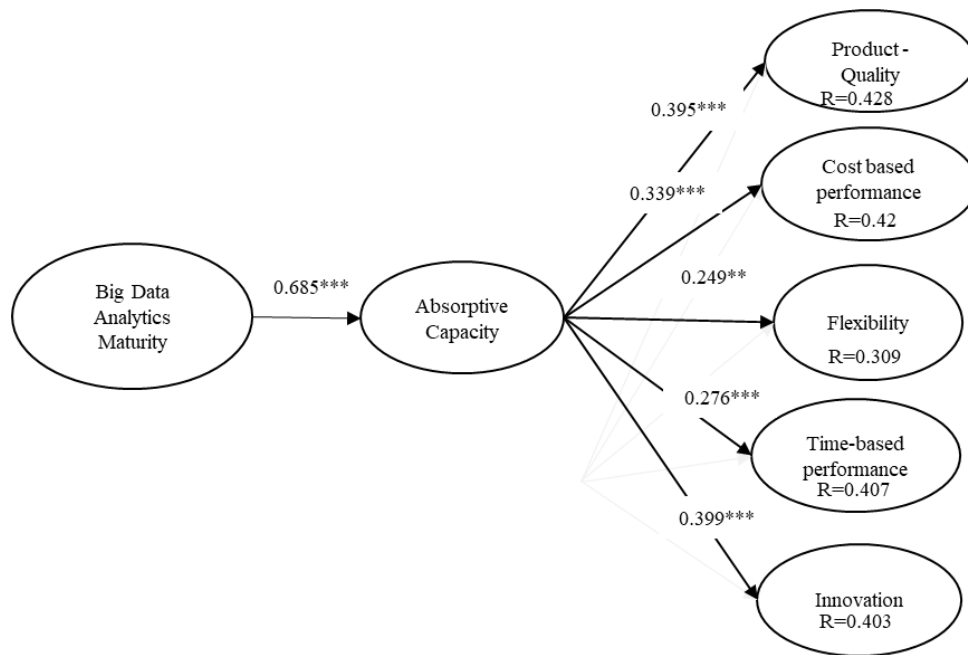 Product -
Quality
R=0.428
0.395***
Cost based
performance
R=0.42
0.339***
0.249**
Big Data
Analytics
Maturity
0.685***
Absorptive
Capacity
Flexibility
R=0.309
0.276***
Time-based
performance
R=0.407
0.399***
Innovation
R=0.403